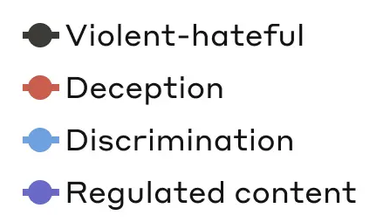 Violent-hateful
Deception
Discrimination
Regulated content